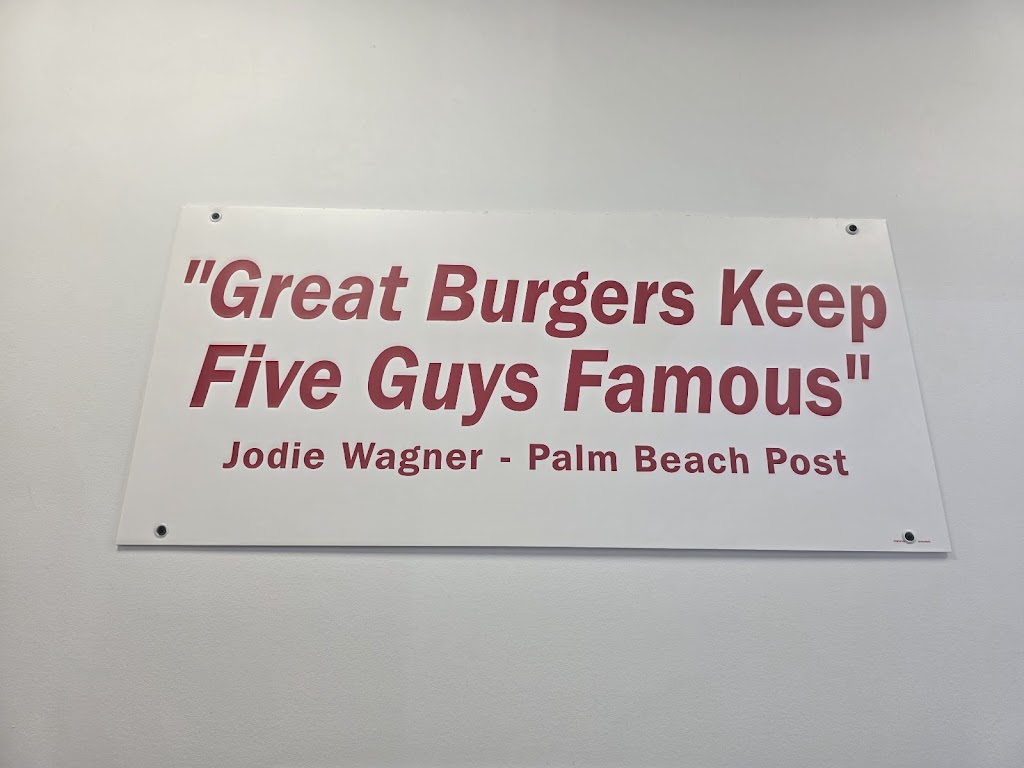 "Great Burgers Keep
Five Guys Famous"
Jodie Wagner - Palm Beach Post